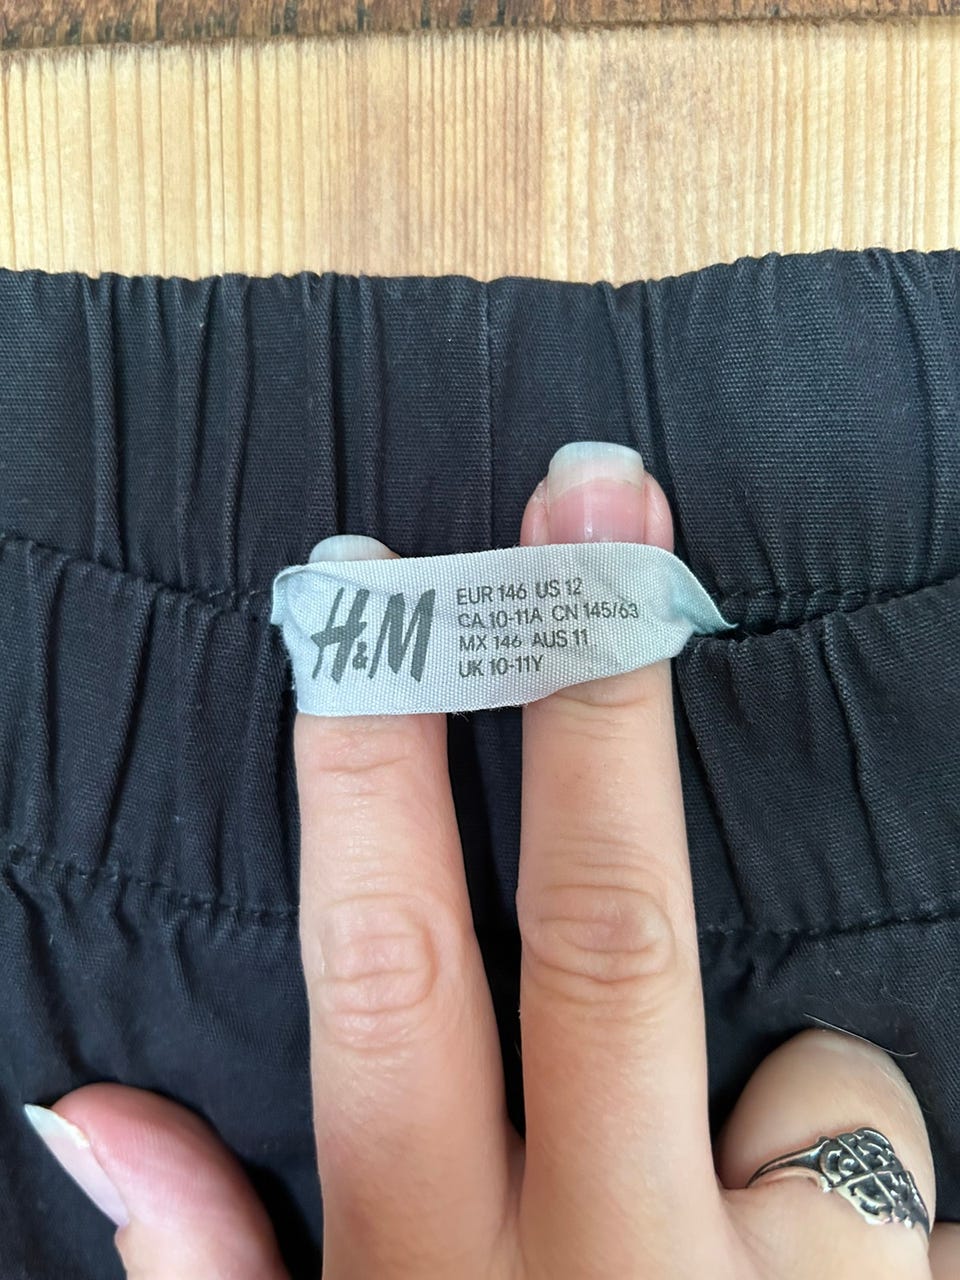 H&M
EUR 146 US 12
CA 10-11A CN 145/63
MX 146 AUS 11
UK 10-11Y